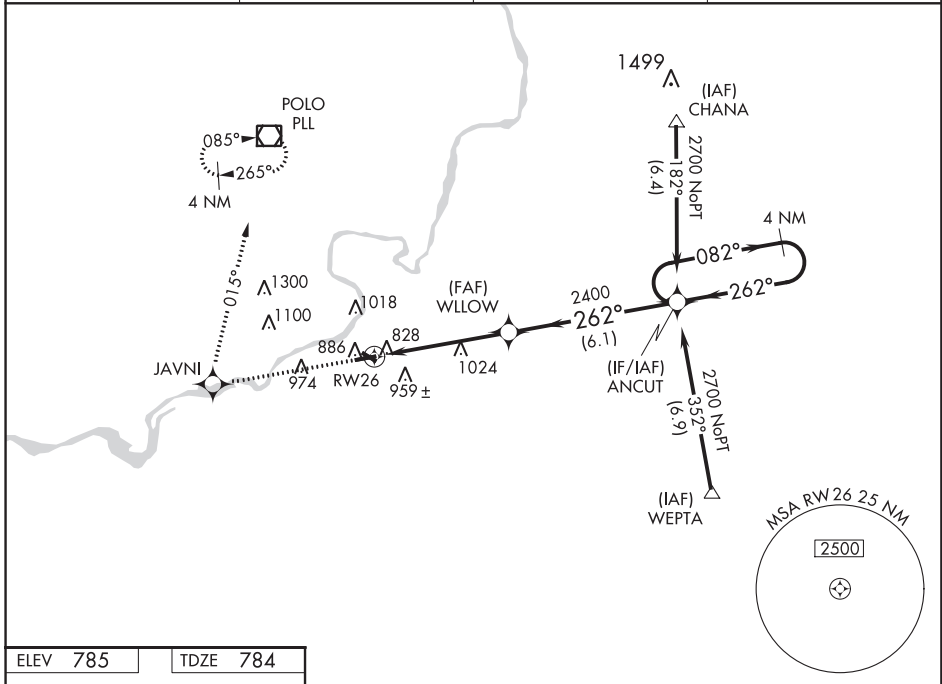 1499
(IAF)
CHANA
POLO
PLL
085°
265°
4 NM
2700 NoPT
182°
(6.4)
4 NM
082°
262°
015°
1300
1100
1018
(FAF)
WLLOW
2400
262°
(6.1)
(IF/IAF)
ANCUT
JAVNI
886
828
974
RW26
959 ±
1024
2700 NoPT
352°
(6.9)
(IAF)
WEPTA
MSA RW26 25 NM
2500
ELEV 785
TDZE 784